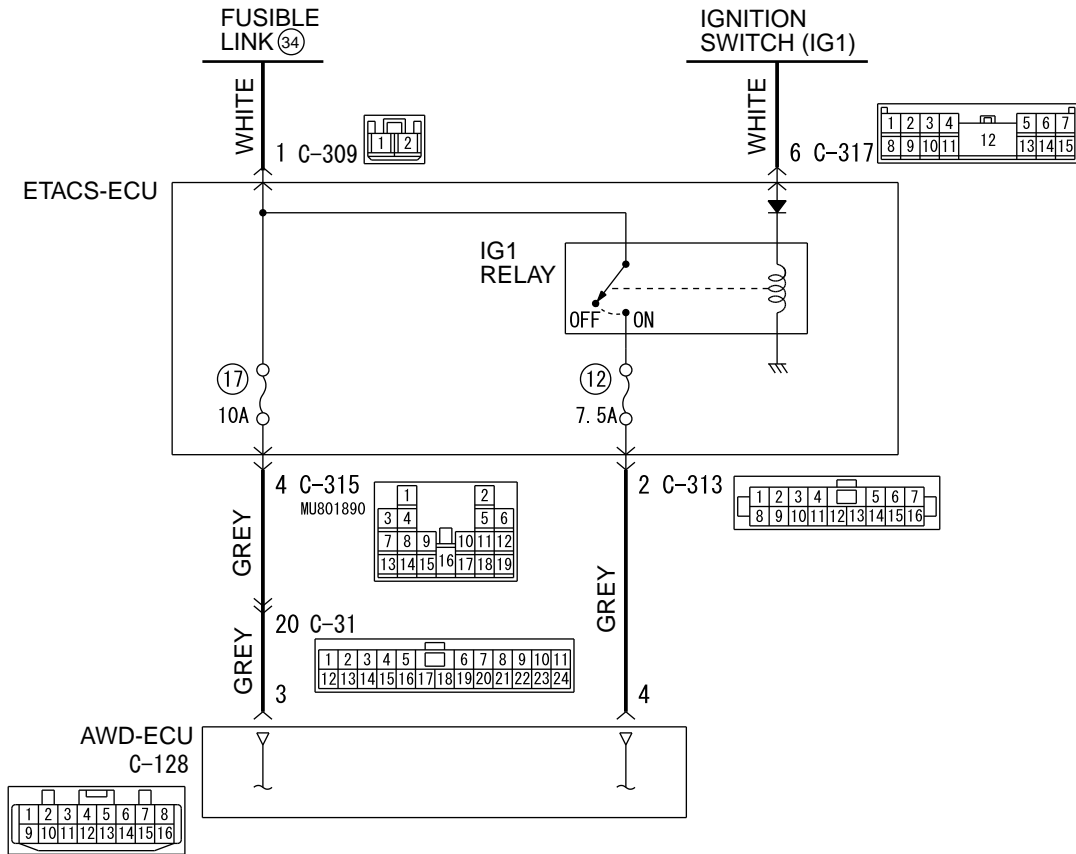 FUSIBLE
LINK 34
IGNITION
SWITCH (IG1)
WHITE
WHITE
1 C-309
1 2
6 C-317
1 2 3 4 5 6 7
8 9 10 11 12 13 14 15
ETACS-ECU
IG1
RELAY
OFF ON
17
10A
12
7.5A
4 C-315
MU801890
1 2
3 4 5 6
7 8 9 10 11 12
13 14 15 16 17 18 19
2 C-313
1 2 3 4 5 6 7
8 9 10 11 12 13 14 15 16
GREY
GREY
20 C-31
1 2 3 4 5 6 7 8 9 10 11
12 13 14 15 16 17 18 19 20 21 22 23 24
GREY
3
4
AWD-ECU
C-128
1 2 3 4 5 6 7 8
9 10 11 12 13 14 15 16